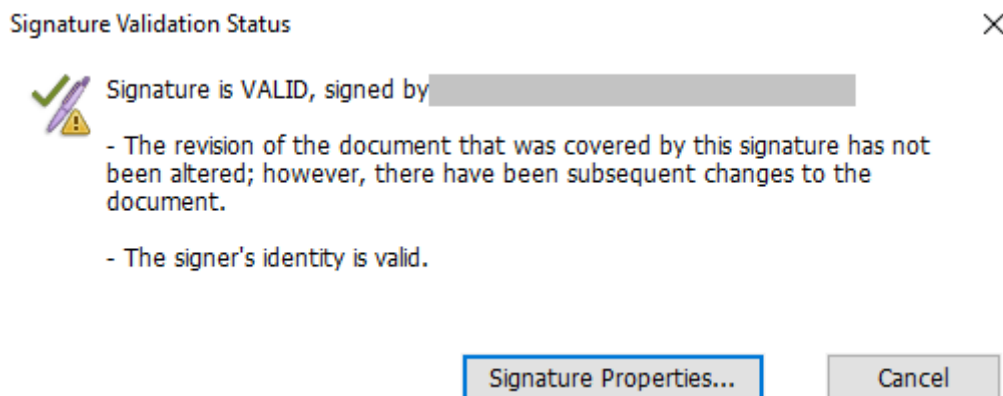 Signature Validation Status
Signature is VALID, signed by
- The revision of the document that was covered by this signature has not
been altered; however, there have been subsequent changes to the
document.
- The signer's identity is valid.
Signature Properties...
Cancel